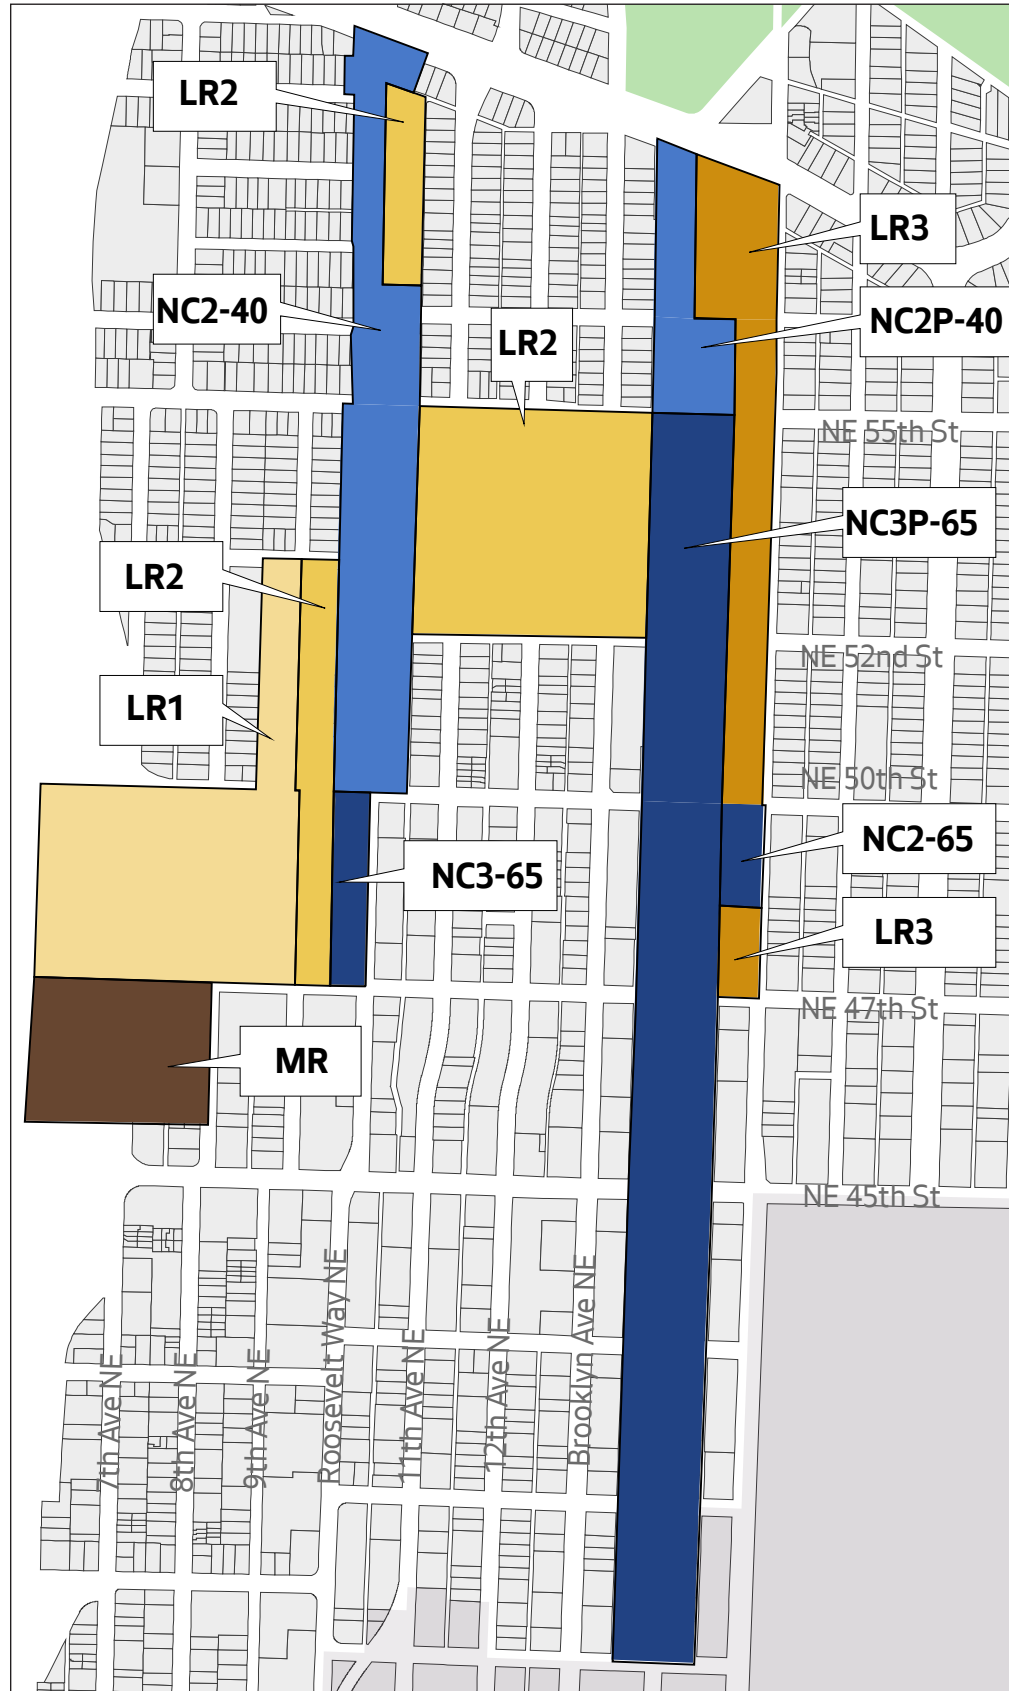 LR2
LR3
NC2-40
NC2P-40
LR2
NE 55th St
NC3P-65
LR2
NE 52nd St
LR1
NE 50th St
NC2-65
NC3-65
LR3
NE 47th St
MR
NE 45th St
7th Ave NE
8th Ave NE
9th Ave NE
Roosevelt Way NE
11th Ave NE
12th Ave NE
Brooklyn Ave NE